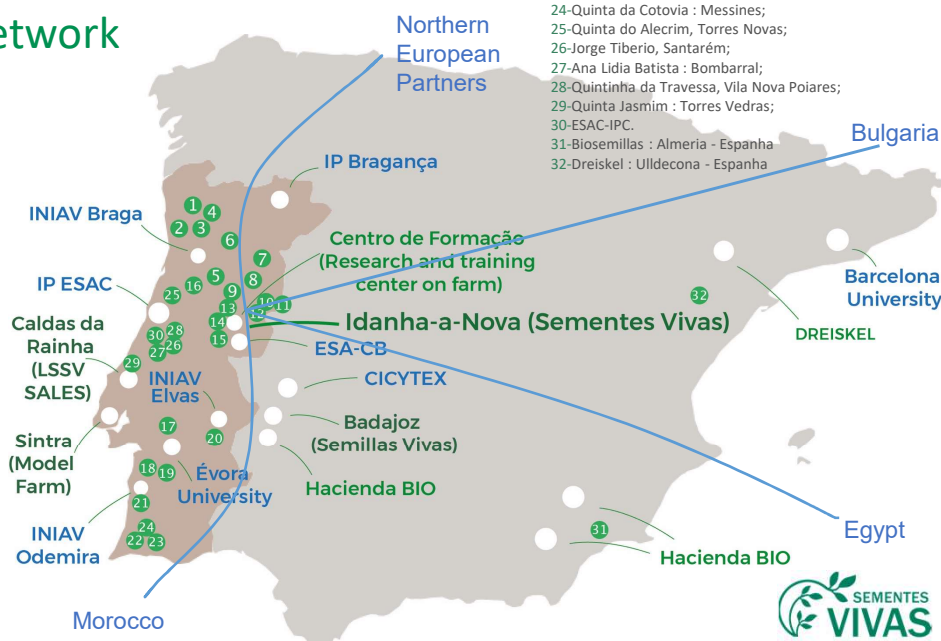 etwork
24-Quinta da Cotovia : Messines;
25-Quinta do Alecrim, Torres Novas;
26-Jorge Tiberio, Santarém;
27-Ana Lidia Batista : Bombarral;
28-Quintinha da Travessa, Vila Nova Poiares;
29-Quinta Jasmim : Torres Vedras;
30-ESAC-IPC.
31-Biosemillas : Almeria - Espanha
32-Dreiskel : Ulldecona - Espanha
Northern
European
Partners
Bulgaria
IP Bragança
INIAV Braga
1
4
2
3
6
7
Centro de Formação
(Research and training
center on farm)
5
8
16
9
25
10
11
13
12
IP ESAC
14
Idanha-a-Nova (Sementes Vivas)
Barcelona
University
32
DREISKEL
Caldas da
Rainha
(LSSV
SALES)
30
28
15
ESA-CB
27
26
29
INIAV
Elvas
CICYTEX
Sintra
(Model
Farm)
17
20
Badajoz
(Semillas Vivas)
18
19
Évora
University
Hacienda BIO
21
INIAV
Odemira
24
22
23
31
Egypt
Hacienda BIO
Morocco
SEMENTES
VIVAS